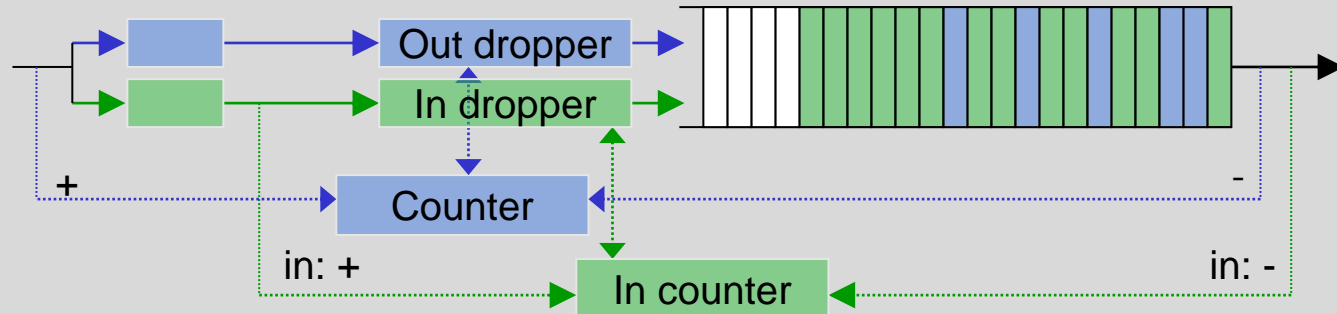 Out dropper
In dropper
+
-
Counter
in: +
in: -
In counter